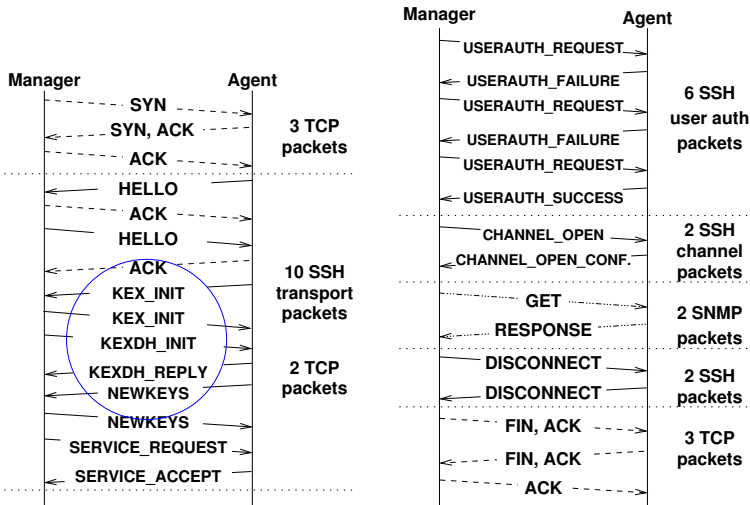 Manager
Agent
SYN
SYN, ACK
ACK
3 TCP
packets
HELLO
ACK
HELLO
ACK
KEX_INIT
KEX_INIT
KEXDH_INIT
KEXDH_REPLY
NEWKEYS
NEWKEYS
SERVICE_REQUEST
SERVICE_ACCEPT
10 SSH
transport
packets
2 TCP
packets
Manager
Agent
USERAUTH_REQUEST
USERAUTH_FAILURE
USERAUTH_REQUEST
USERAUTH_FAILURE
USERAUTH_REQUEST
USERAUTH_SUCCESS
6 SSH
user auth
packets
CHANNEL_OPEN
CHANNEL_OPEN_CONF.
2 SSH
channel
packets
GET
RESPONSE
2 SNMP
packets
DISCONNECT
DISCONNECT
2 SSH
packets
FIN, ACK
FIN, ACK
ACK
3 TCP
packets